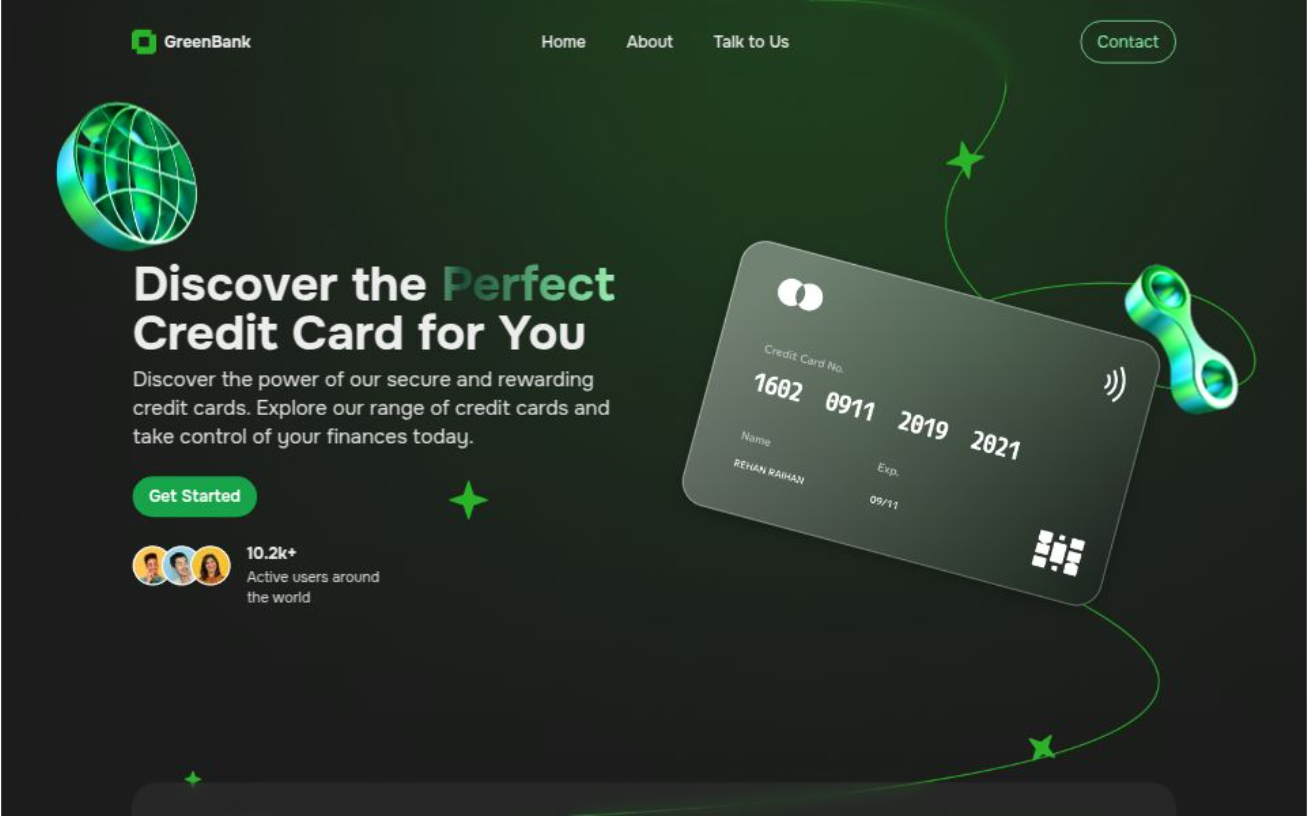 GreenBank
Home
About
Talk to Us
Contact
Discover the Perfect
Credit Card for You
Discover the power of our secure and rewarding
credit cards. Explore our range of credit cards and
take control of your finances today.
Get Started
10.2k+
Active users around
the world
Credit Card No.
1602 0911 2019 2021
Name
REHAN RAIHAN
Exp.
09/11